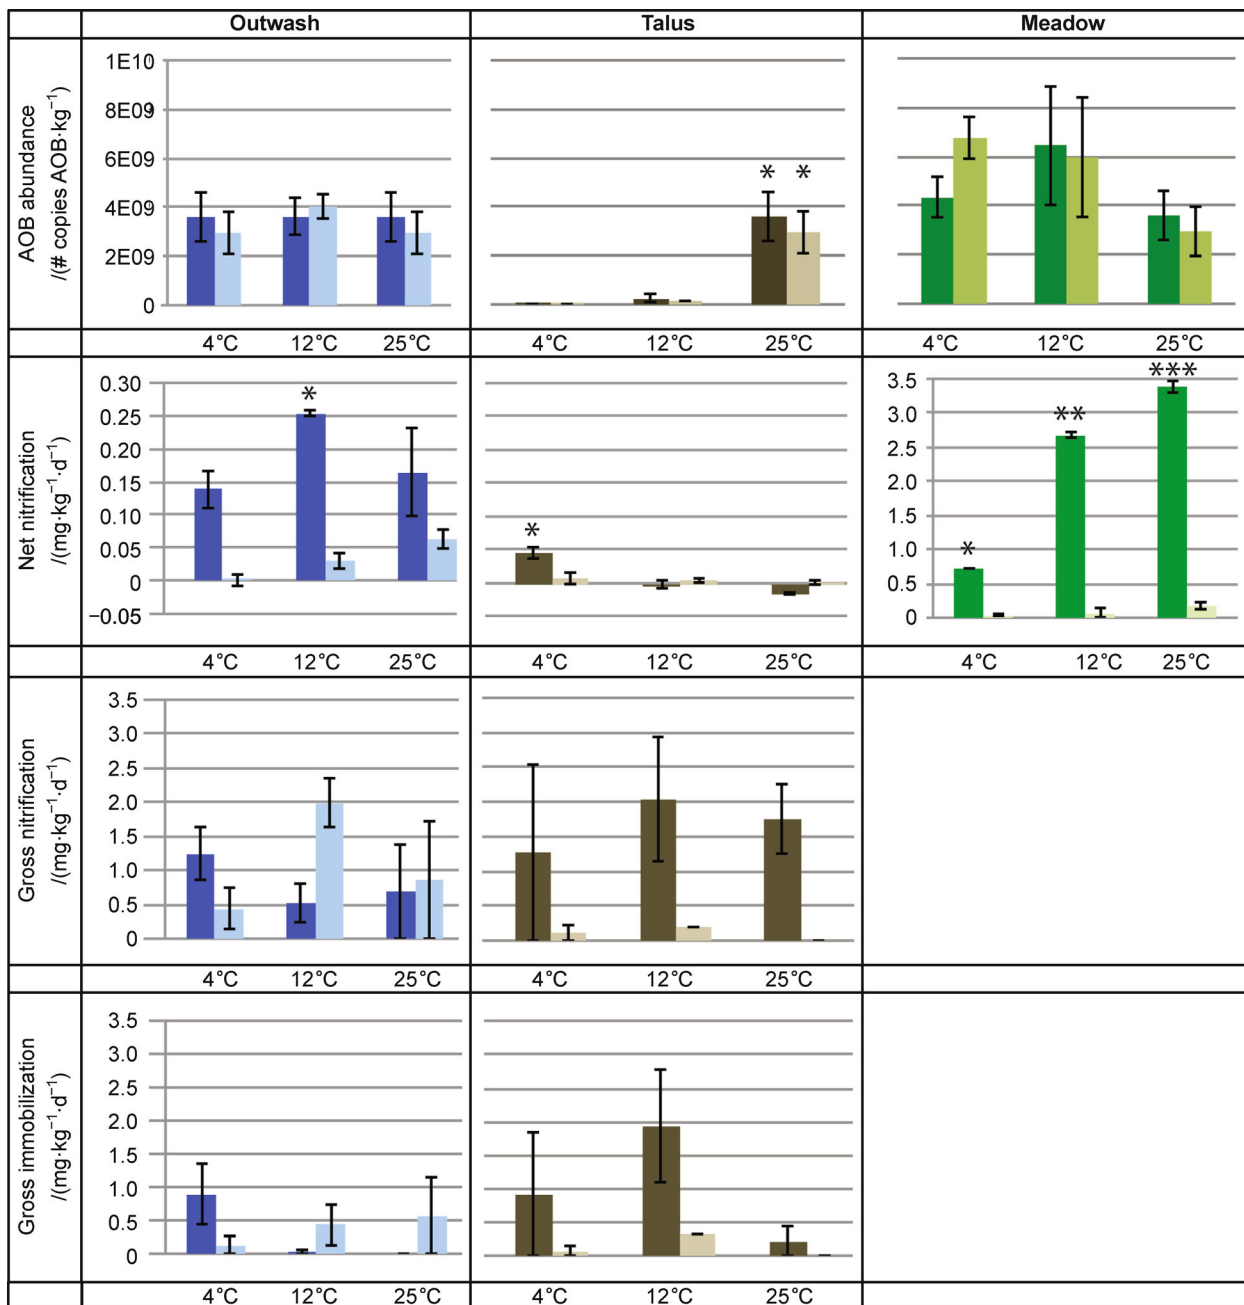 Outwash Talus Meadow
AOB abundance
/(# copies AOB·kg⁻¹)
1E10
8E09
6E09
4E09
2E09
0
* *
4°C 12°C 25°C 4°C 12°C 25°C 4°C 12°C 25°C
Net nitrification
/(mg·kg⁻¹·d⁻¹)
0.30
0.25
0.20
0.15
0.10
0.05
0
−0.05
*
*
3.5
3.0
2.5
2.0
1.5
1.0
0.5
0
* ** ***
4°C 12°C 25°C 4°C 12°C 25°C 4°C 12°C 25°C
Gross nitrification
/(mg·kg⁻¹·d⁻¹)
3.5
3.0
2.5
2.0
1.5
1.0
0.5
0
4°C 12°C 25°C 4°C 12°C 25°C
Gross immobilization
/(mg·kg⁻¹·d⁻¹)
3.5
3.0
2.5
2.0
1.5
1.0
0.5
0
4°C 12°C 25°C 4°C 12°C 25°C